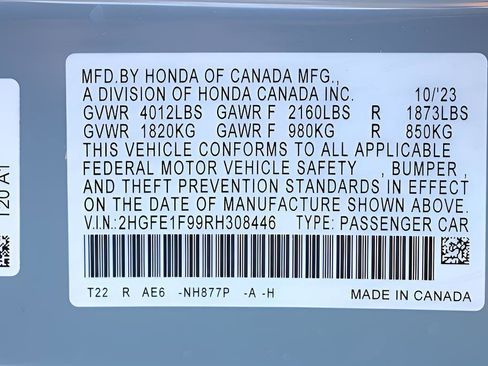 MFD.BY HONDA OF CANADA MFG.,
A DIVISION OF HONDA CANADA INC. 10/'23
GVWR 4012LBS GAWR F 2160LBS R 1873LBS
GVWR 1820KG GAWR F 980KG R 850KG
THIS VEHICLE CONFORMS TO ALL APPLICABLE
FEDERAL MOTOR VEHICLE SAFETY , BUMPER ,
AND THEFT PREVENTION STANDARDS IN EFFECT
ON THE DATE OF MANUFACTURE SHOWN ABOVE.
V.I.N:2HGFE1F99RH308446 TYPE: PASSENGER CAR
T22 R AE6 -NH877P -A -H MADE IN CANADA
T20 A1